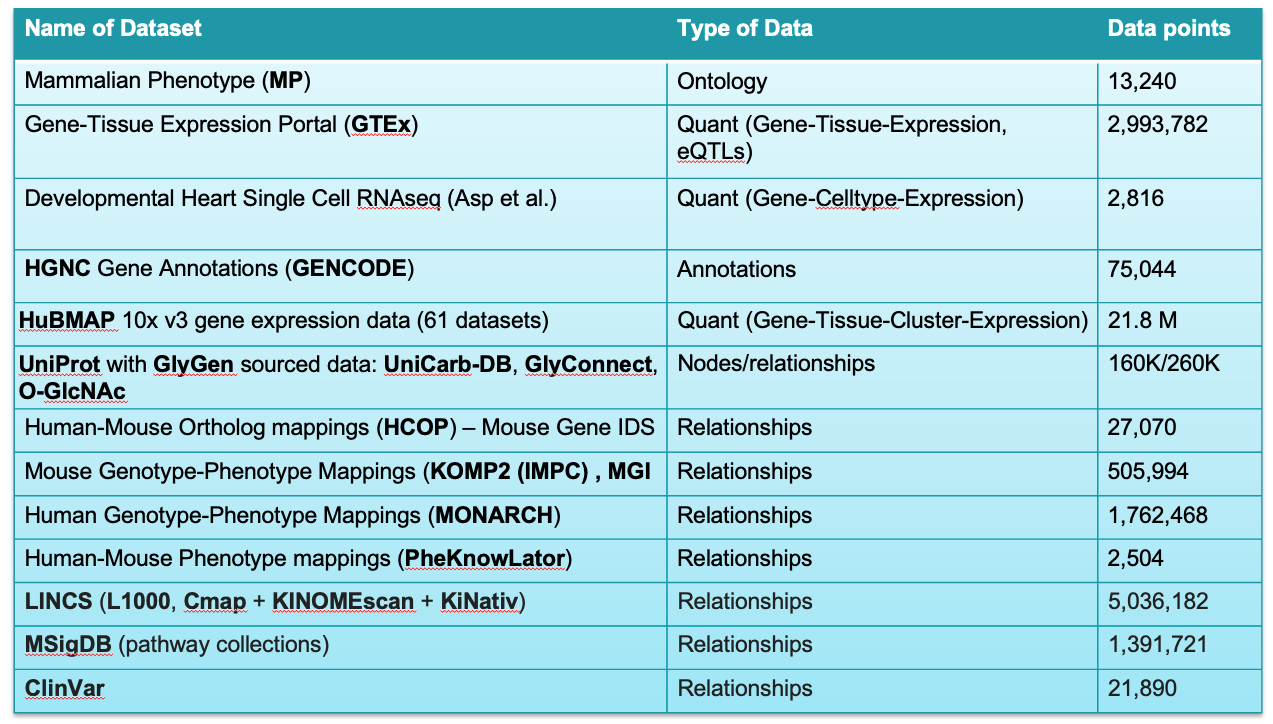 Name of Dataset Type of Data Data points
Mammalian Phenotype (MP) Ontology 13,240
Gene-Tissue Expression Portal (GTEx) Quant (Gene-Tissue-Expression, 2,993,782
eQTLs)
Developmental Heart Single Cell RNAseq (Asp et al.) Quant (Gene-Celltype-Expression) 2,816
HGNC Gene Annotations (GENCODE) Annotations 75,044
HuBMAP 10x v3 gene expression data (61 datasets) Quant (Gene-Tissue-Cluster-Expression) 21.8 M
UniProt with GlyGen sourced data: UniCarb-DB, GlyConnect, Nodes/relationships 160K/260K
O-GlcNAc
Human-Mouse Ortholog mappings (HCOP) – Mouse Gene IDS Relationships 27,070
Mouse Genotype-Phenotype Mappings (KOMP2 (IMPC) , MGI Relationships 505,994
Human Genotype-Phenotype Mappings (MONARCH) Relationships 1,762,468
Human-Mouse Phenotype mappings (PheKnowLator) Relationships 2,504
LINCS (L1000, Cmap + KINOMEscan + KiNativ) Relationships 5,036,182
MSigDB (pathway collections) Relationships 1,391,721
ClinVar Relationships 21,890